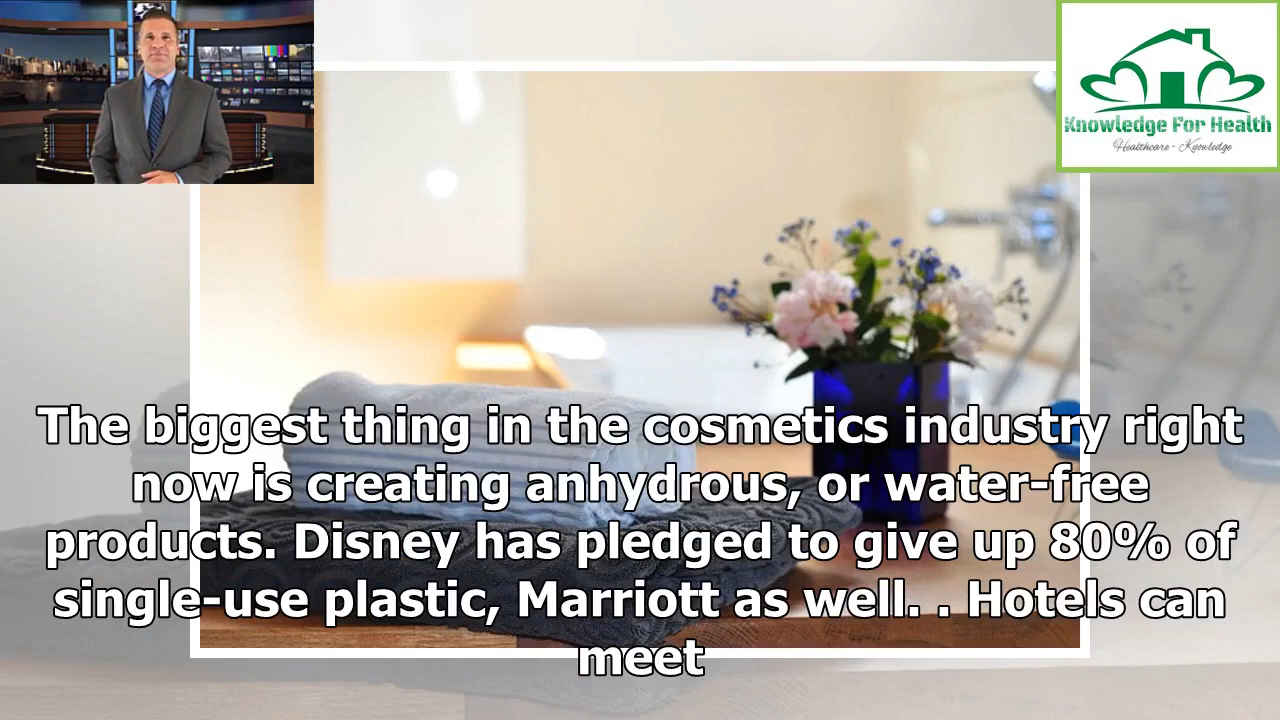 Knowledge For Health
Healthcare - Knowledge
The biggest thing in the cosmetics industry right
now is creating anhydrous, or water-free
products. Disney has pledged to give up 80% of
single-use plastic, Marriott as well. . Hotels can
meet